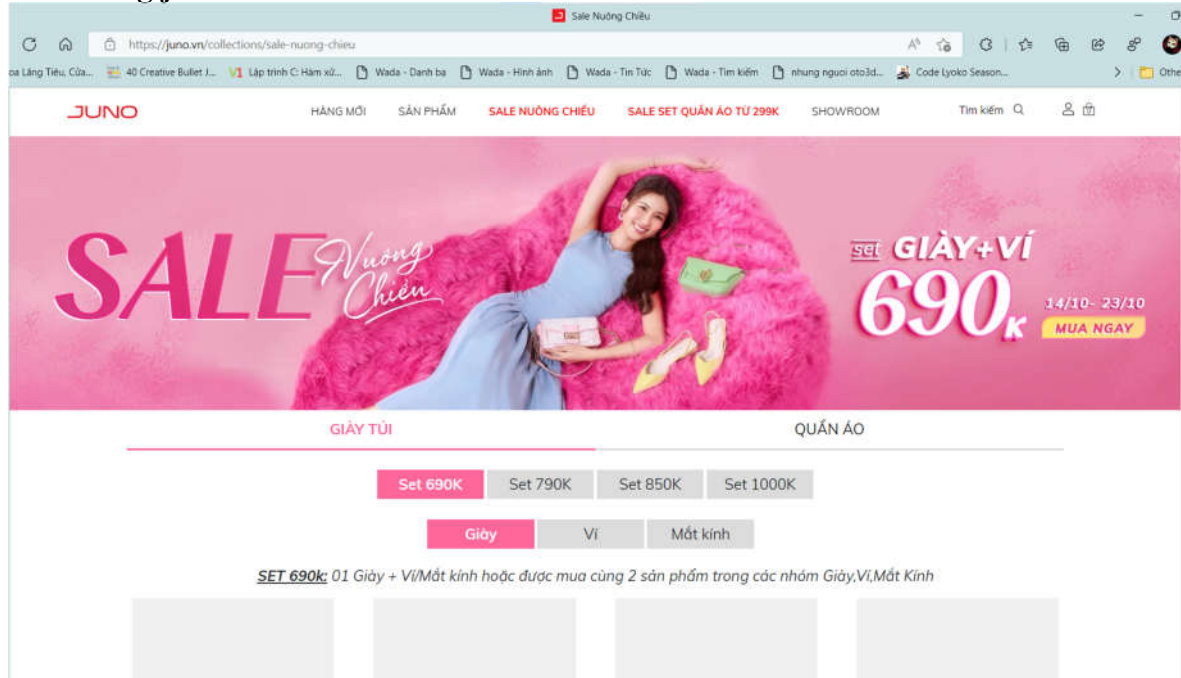 Sale Nuông Chiều
https://juno.vn/collections/sale-nuong-chieu
oa Lăng Tiêu, Cửa... 40 Creative Bullet J... Lập trình C: Hàm xử... Wada - Danh ba Wada - Hình ảnh Wada - Tin Tức Wada - Tìm kiếm nhung nguoi oto3d... Code Lyoko Season... Othe
JUNO HÀNG MỚI SẢN PHẨM SALE NUÔNG CHIỀU SALE SET QUẦN ÁO TỪ 299K SHOWROOM Tìm kiếm
SALE Nuông Chiều
set GIÀY+VÍ
690K
14/10- 23/10
MUA NGAY
GIÀY TÚI QUẦN ÁO
Set 690K Set 790K Set 850K Set 1000K
Giày Ví Mắt kính
SET 690k: 01 Giày + Ví/Mắt kính hoặc được mua cùng 2 sản phẩm trong các nhóm Giày,Ví,Mắt Kính